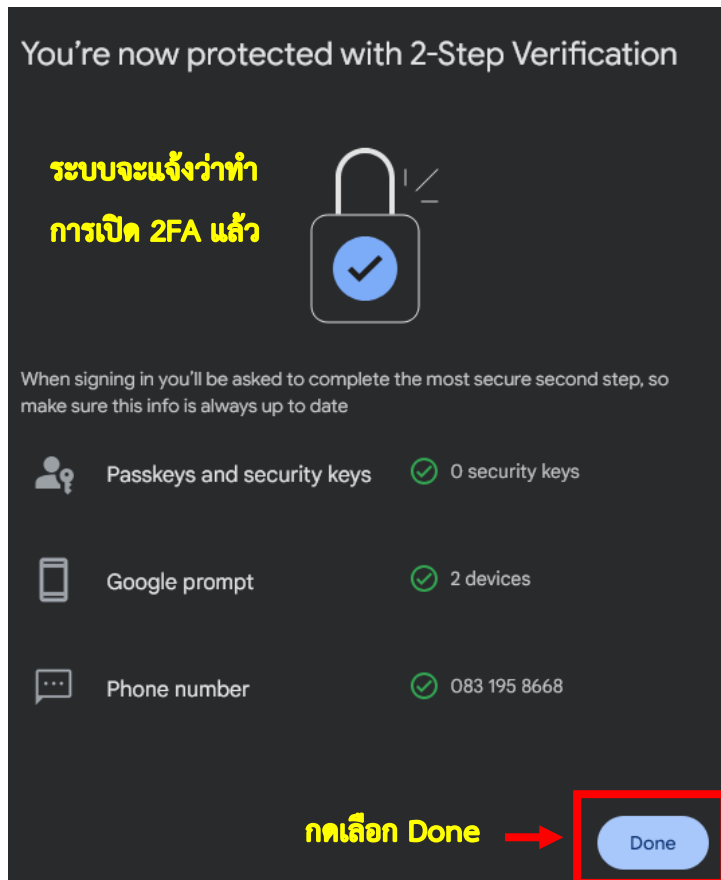 You're now protected with 2-Step Verification
ระบบจะแจ้งว่าทำ
การเปิด 2FA แล้ว
When signing in you'll be asked to complete the most secure second step, so
make sure this info is always up to date
Passkeys and security keys 0 security keys
Google prompt 2 devices
Phone number 083 195 8668
กดเลือก Done
Done